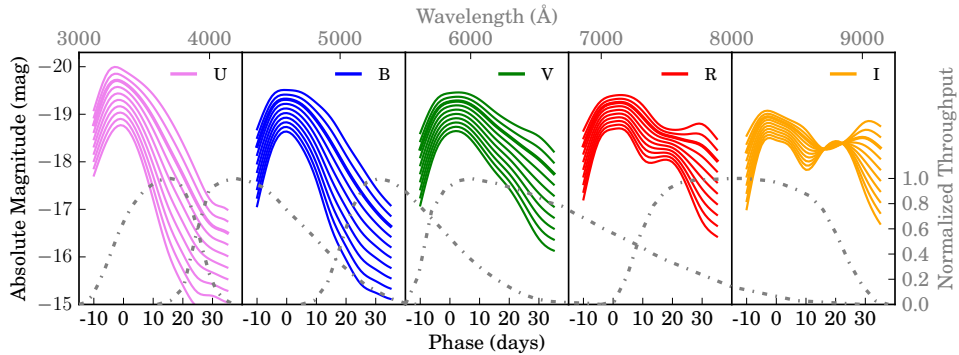 Wavelength (Å)
3000 4000 5000 6000 7000 8000 9000
U B V R I
Absolute Magnitude (mag)
−20
−19
−18
−17
−16
−15
Normalized Throughput
1.0
0.8
0.6
0.4
0.2
0.0
-10 0 10 20 30 -10 0 10 20 30 -10 0 10 20 30 -10 0 10 20 30 -10 0 10 20 30
Phase (days)